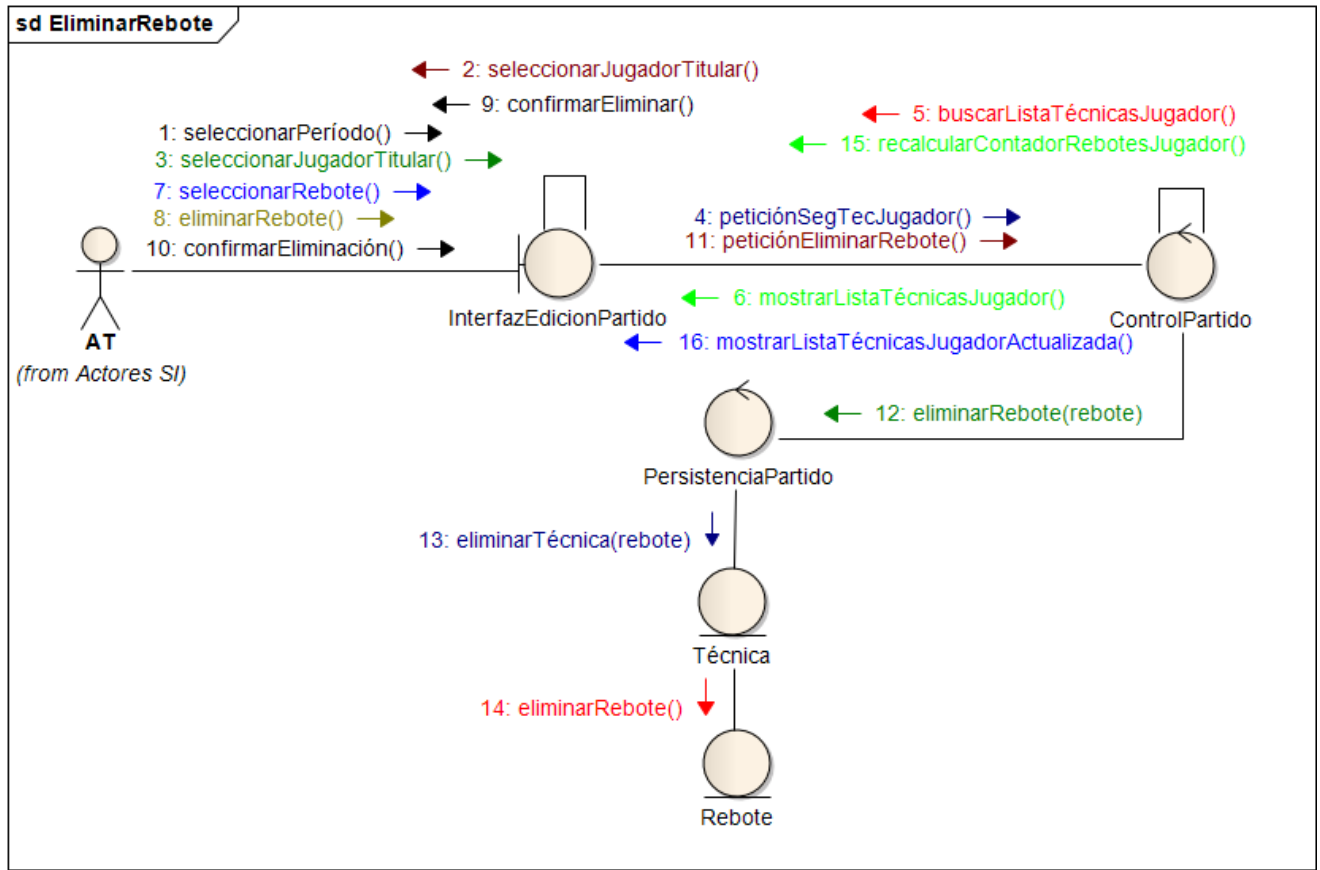 sd EliminarRebote
2: seleccionarJugadorTitular()
9: confirmarEliminar()
1: seleccionarPeríodo()
3: seleccionarJugadorTitular()
7: seleccionarRebote()
8: eliminarRebote()
10: confirmarEliminación()
5: buscarListaTécnicasJugador()
15: recalcularContadorRebotesJugador()
4: peticiónSegTecJugador()
11: peticiónEliminarRebote()
InterfazEdicionPartido
6: mostrarListaTécnicasJugador()
16: mostrarListaTécnicasJugadorActualizada()
ControlPartido
AT
(from Actores SI)
12: eliminarRebote(rebote)
PersistenciaPartido
13: eliminarTécnica(rebote)
Técnica
14: eliminarRebote()
Rebote